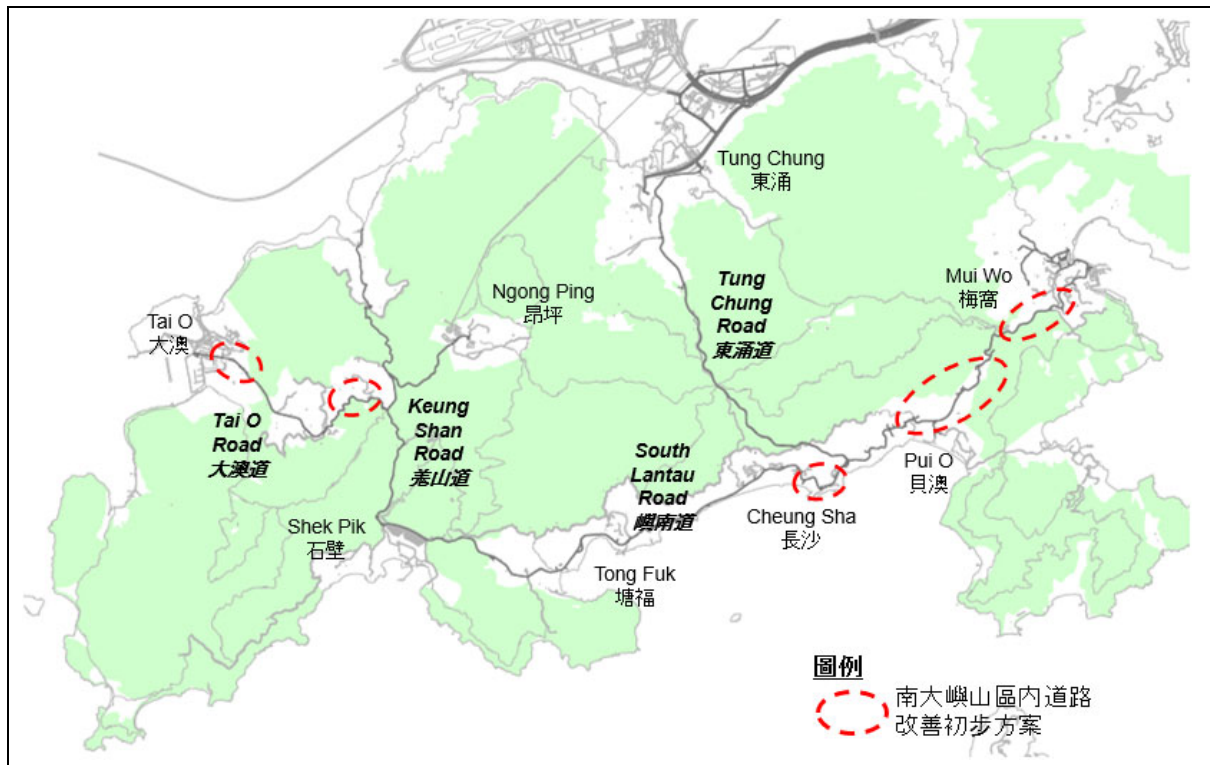 Tung Chung
東涌
Mui Wo
梅窩
Ngong Ping
昂坪
Tung
Chung
Road
東涌道
Tai O
大澳
Tai O
Road
大澳道
Keung
Shan
Road
羗山道
South
Lantau
Road
嶼南道
Pui O
貝澳
Shek Pik
石壁
Cheung Sha
長沙
Tong Fuk
塘福
圖例
南大嶼山區内道路
改善初步方案